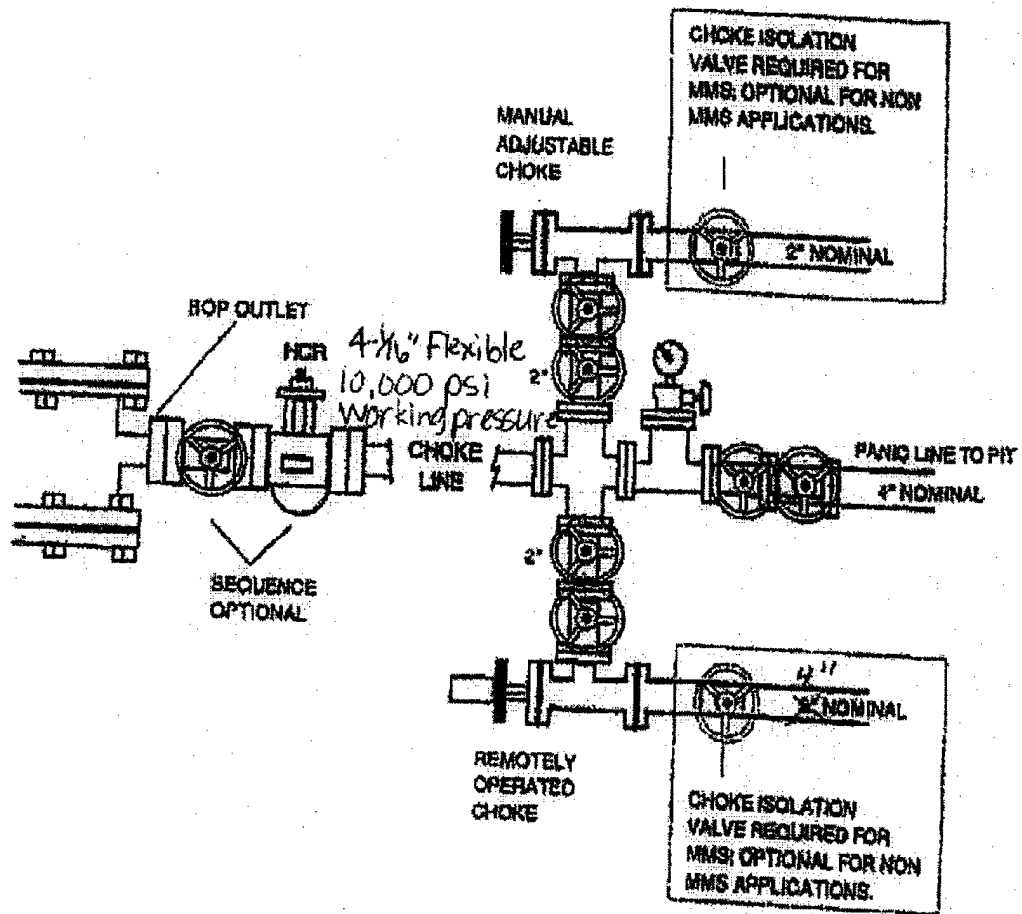 CHOKE ISOLATION
VALVE REQUIRED FOR
MMS; OPTIONAL FOR NON
MMS APPLICATIONS.
MANUAL
ADJUSTABLE
CHOKE
2" NOMINAL
BOP OUTLET
HCR
4-1/16" Flexible
10,000 psi
Working pressure
2"
CHOKE
LINE
PANIC LINE TO PIT
4" NOMINAL
2"
SEQUENCE
OPTIONAL
4"
NOMINAL
REMOTELY
OPERATED
CHOKE
CHOKE ISOLATION
VALVE REQUIRED FOR
MMS; OPTIONAL FOR NON
MMS APPLICATIONS.